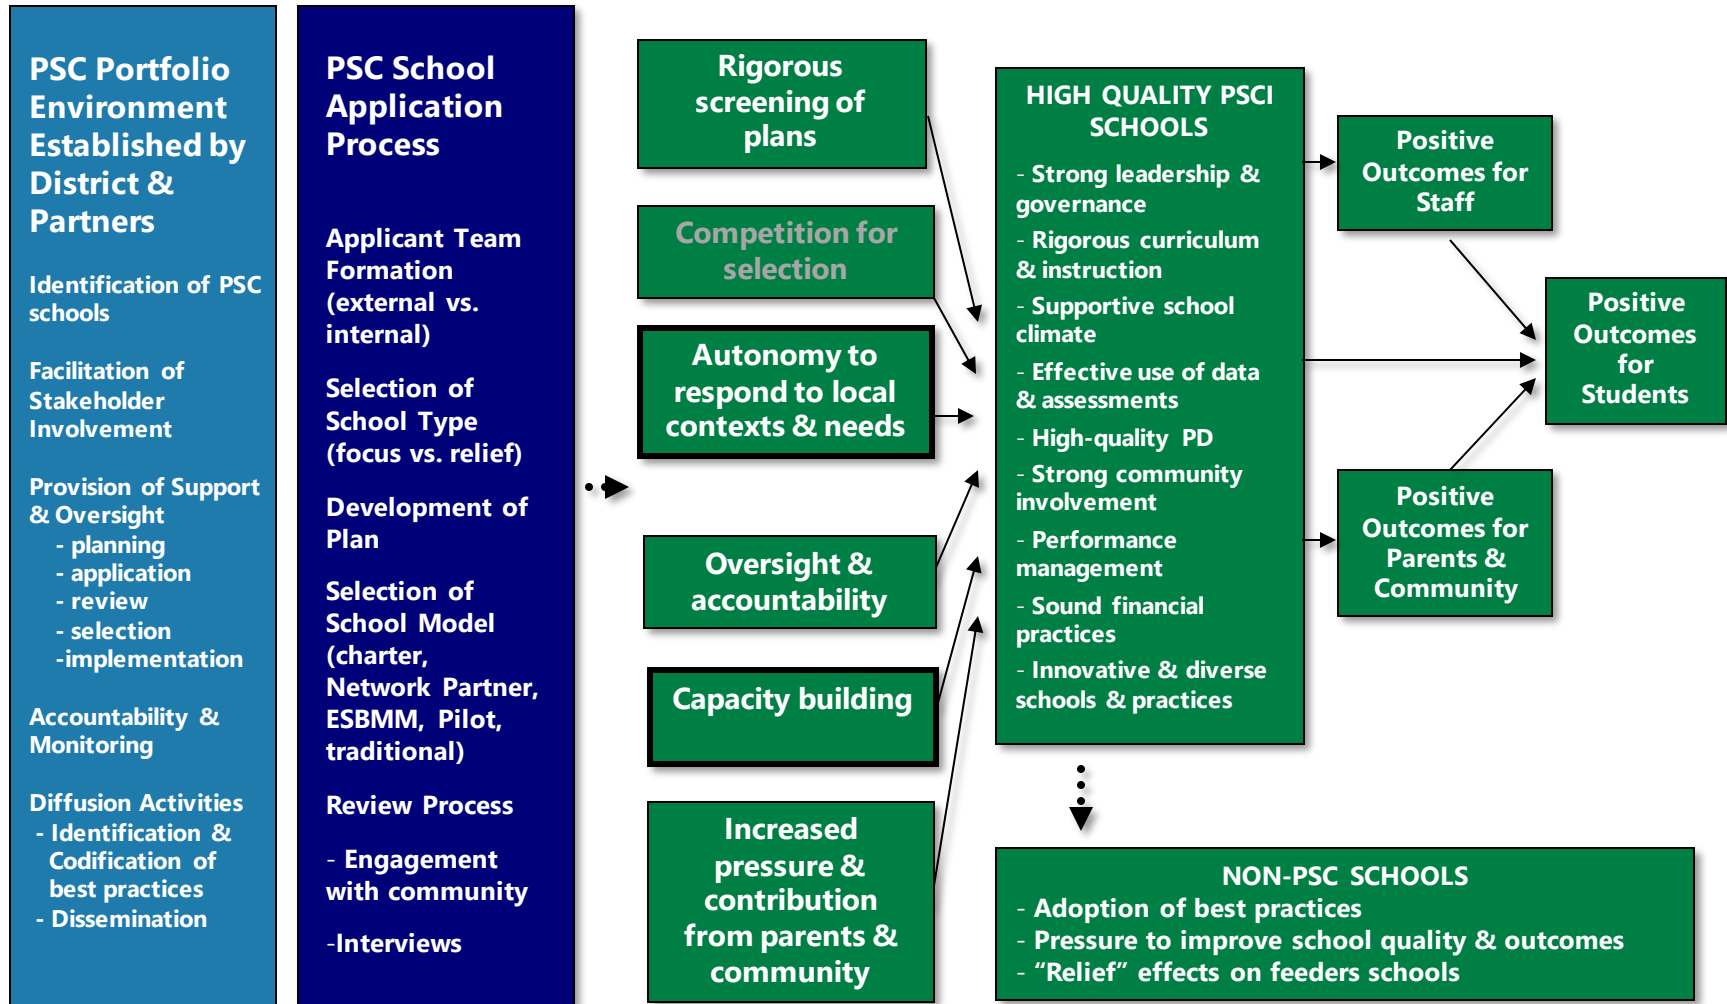 PSC Portfolio
Environment
Established by
District &
Partners
Identification of PSC
schools
Facilitation of
Stakeholder
Involvement
Provision of Support
& Oversight
- planning
- application
- review
- selection
-implementation
Accountability &
Monitoring
Diffusion Activities
- Identification &
Codification of
best practices
- Dissemination
PSC School
Application
Process
Applicant Team
Formation
(external vs.
internal)
Selection of
School Type
(focus vs. relief)
Development of
Plan
Selection of
School Model
(charter,
Network Partner,
ESBMM, Pilot,
traditional)
Review Process
- Engagement
with community
-Interviews
Rigorous
screening of
plans
Competition for
selection
Autonomy to
respond to local
contexts & needs
Oversight &
accountability
Capacity building
Increased
pressure &
contribution
from parents &
community
HIGH QUALITY PSCI
SCHOOLS
- Strong leadership &
governance
- Rigorous curriculum
& instruction
- Supportive school
climate
- Effective use of data
& assessments
- High-quality PD
- Strong community
involvement
- Performance
management
- Sound financial
practices
- Innovative & diverse
schools & practices
Positive
Outcomes for
Staff
Positive
Outcomes
for
Students
Positive
Outcomes for
Parents &
Community
NON-PSC SCHOOLS
- Adoption of best practices
- Pressure to improve school quality & outcomes
- “Relief” effects on feeders schools